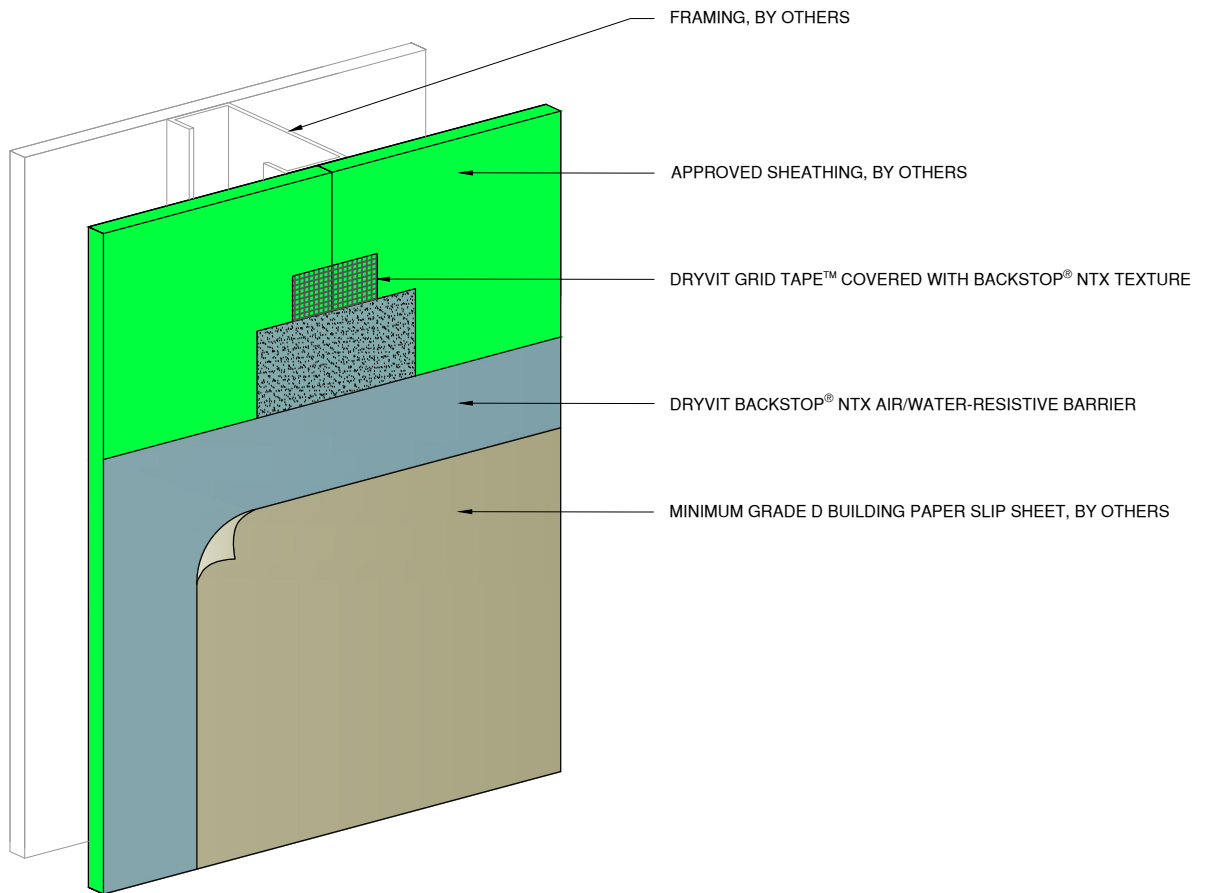 FRAMING, BY OTHERS
APPROVED SHEATHING, BY OTHERS
DRYVIT GRID TAPE™ COVERED WITH BACKSTOP® NTX TEXTURE
DRYVIT BACKSTOP® NTX AIR/WATER-RESISTIVE BARRIER
MINIMUM GRADE D BUILDING PAPER SLIP SHEET, BY OTHERS